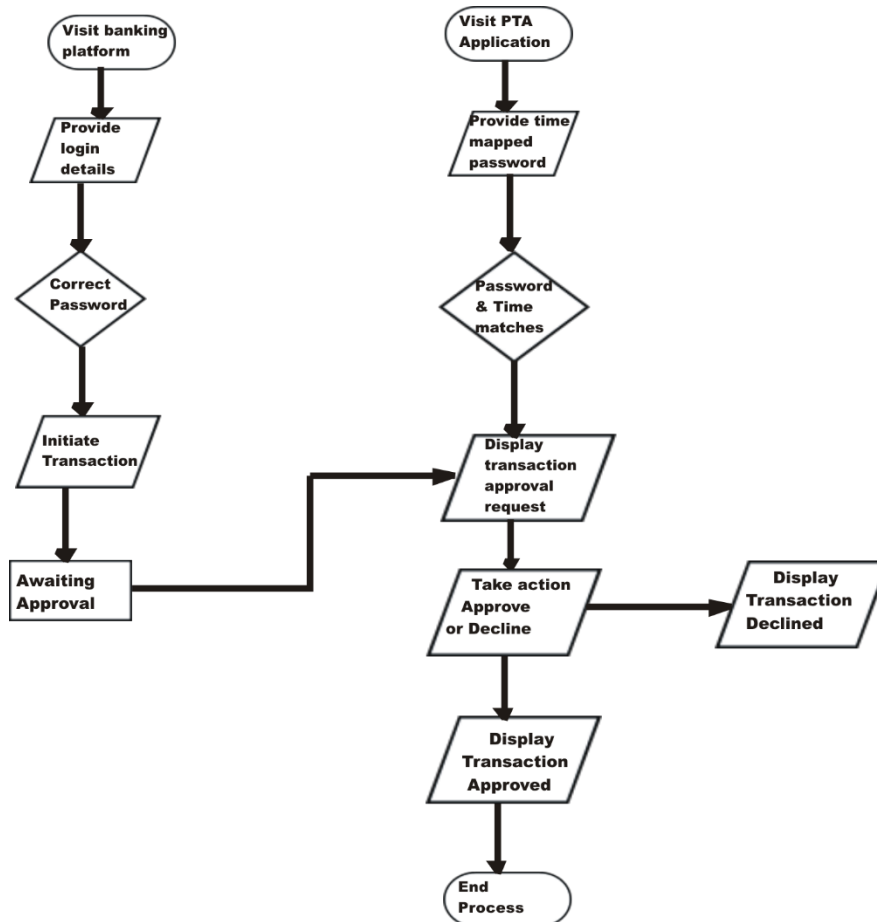 Visit banking
platform
Provide
login
details
Correct
Password
Initiate
Transaction
Awaiting
Approval
Visit PTA
Application
Provide time
mapped
password
Password
& Time
matches
Display
transaction
approval
request
Take action
Approve
or Decline
Display
Transaction
Declined
Display
Transaction
Approved
End
Process